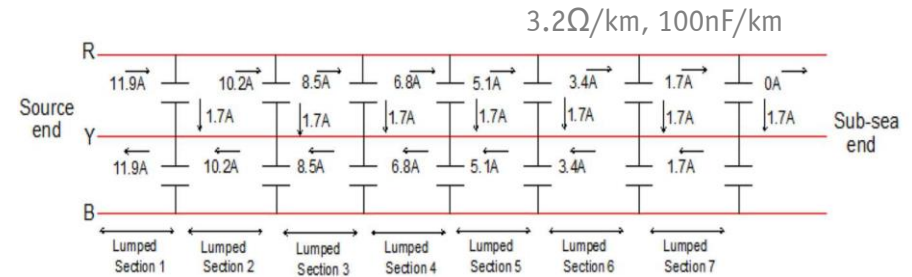 3.2Ω/km, 100nF/km
R
11.9A 10.2A 8.5A 6.8A 5.1A 3.4A 1.7A 0A
Source end
1.7A 1.7A 1.7A 1.7A 1.7A 1.7A 1.7A
Sub-sea end
Y
11.9A 10.2A 8.5A 6.8A 5.1A 3.4A 1.7A
B
Lumped Section 1
Lumped Section 2
Lumped Section 3
Lumped Section 4
Lumped Section 5
Lumped Section 6
Lumped Section 7